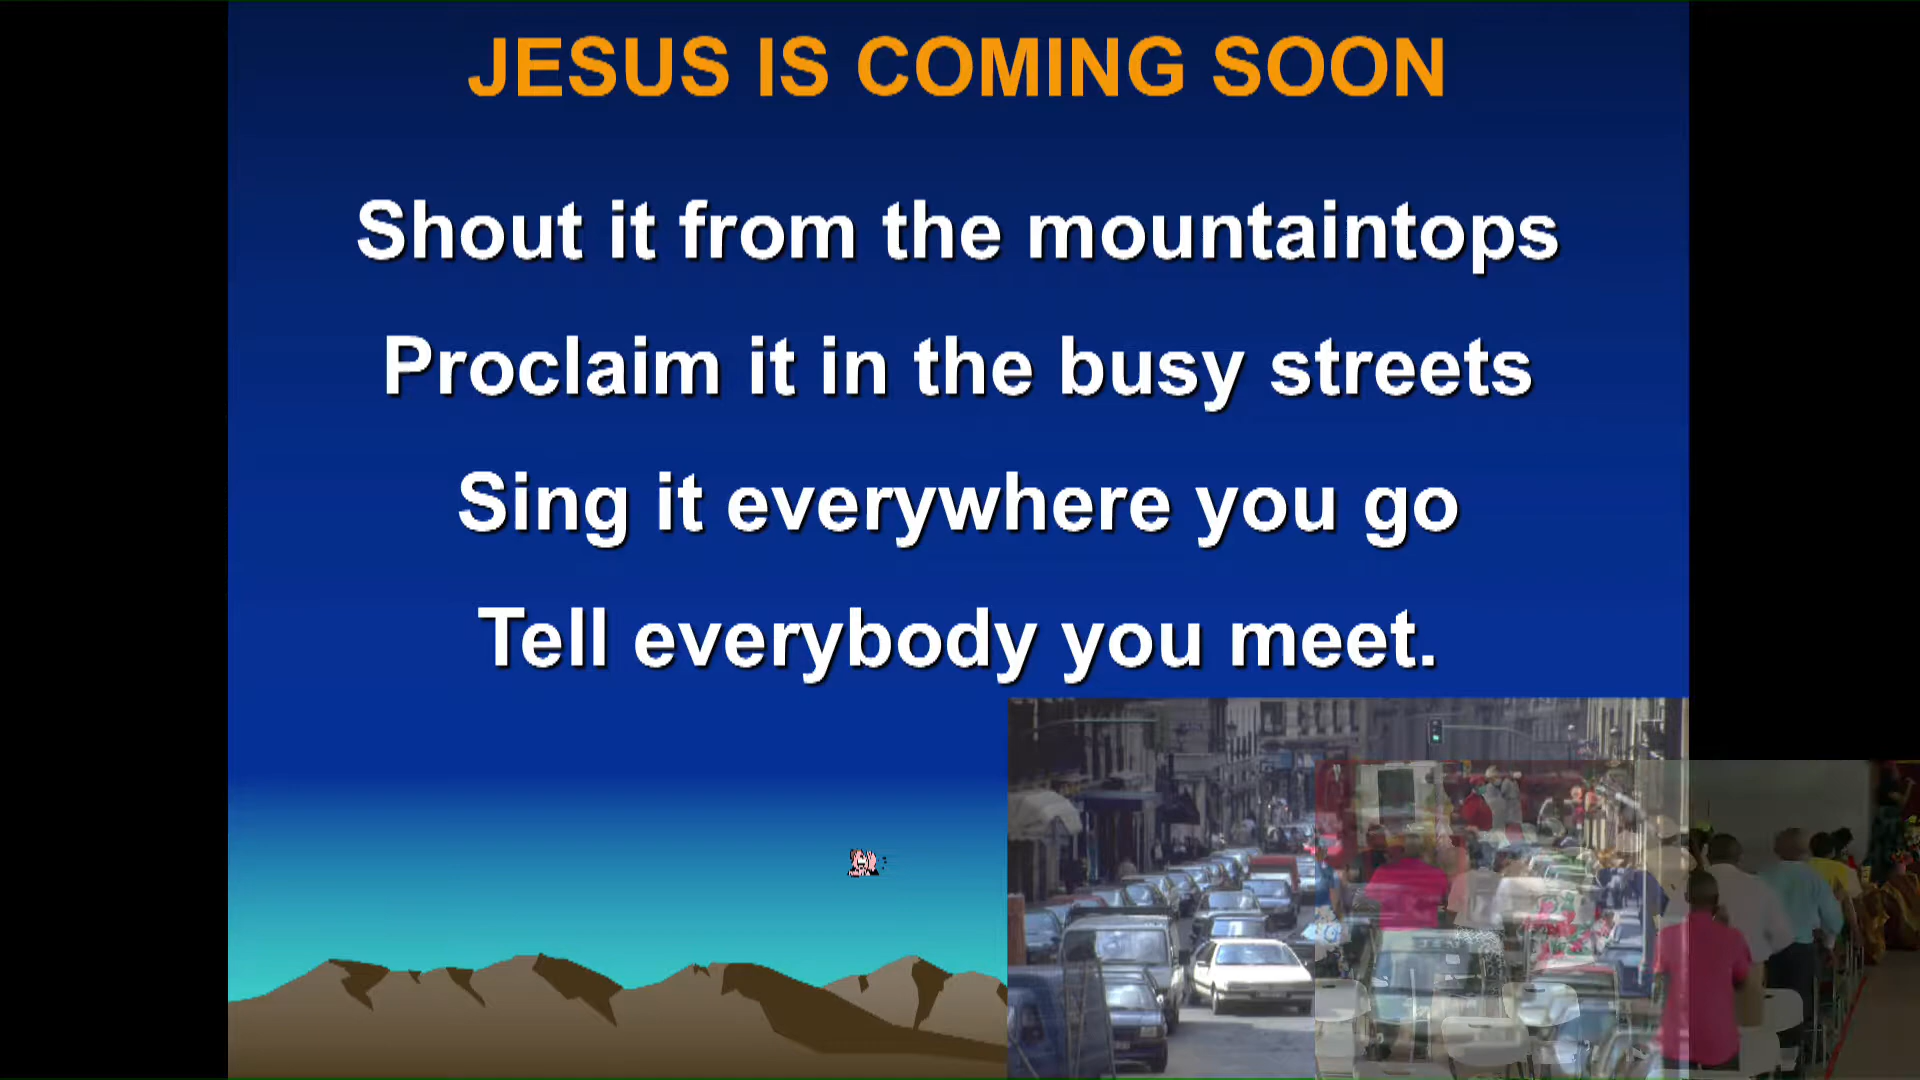 JESUS IS COMING SOON
Shout it from the mountaintops
Proclaim it in the busy streets
Sing it everywhere you go
Tell everybody you meet.